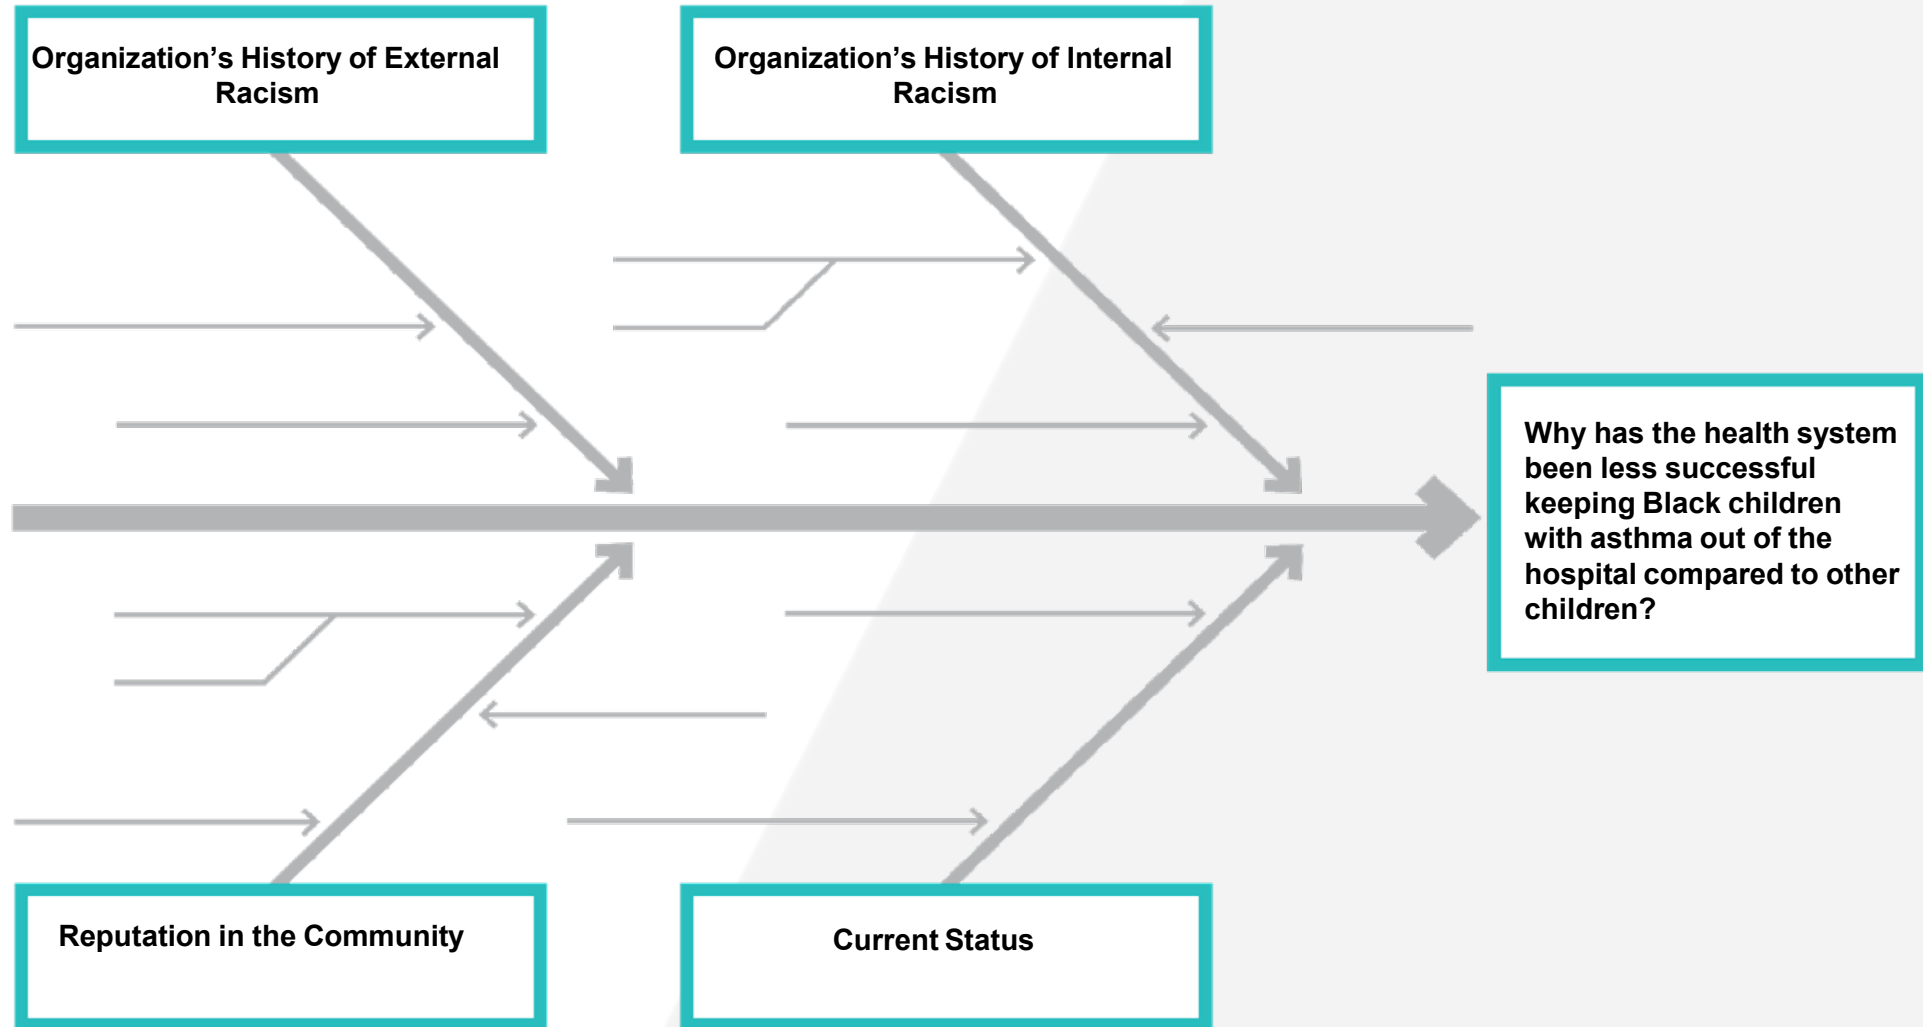 Organization’s History of External
Racism
Organization’s History of Internal
Racism
Why has the health system
been less successful
keeping Black children
with asthma out of the
hospital compared to other
children?
Reputation in the Community
Current Status